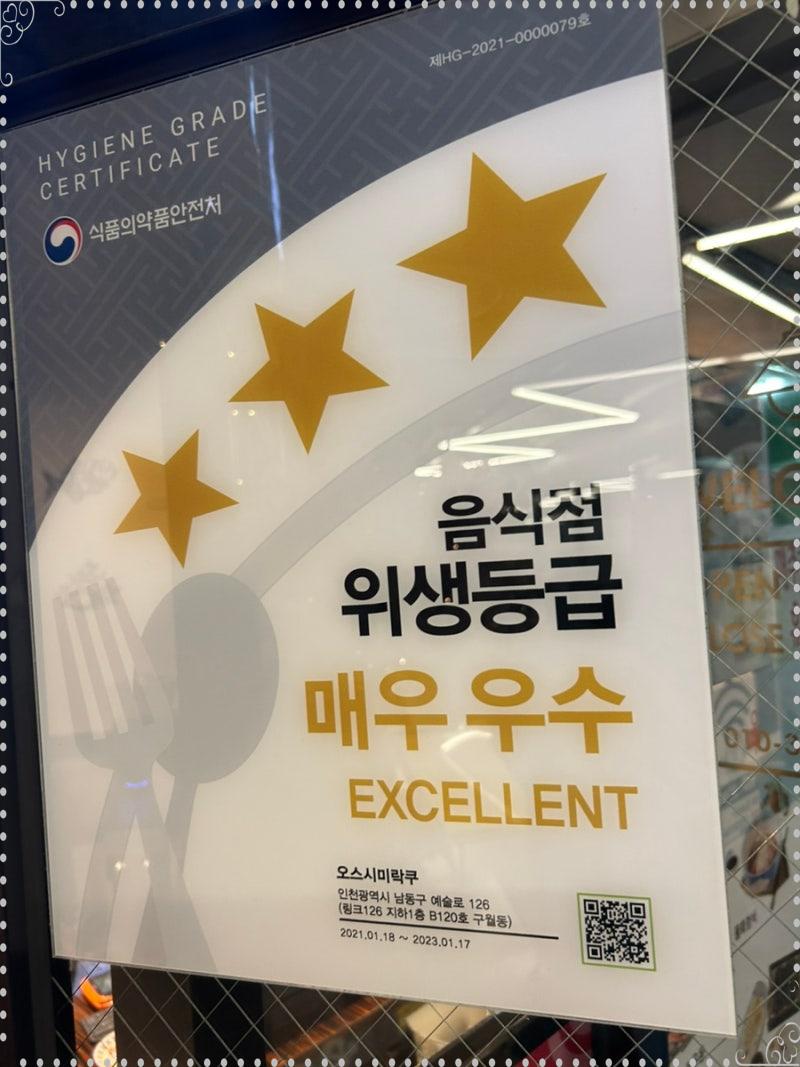 제HG-2021-0000079호
HYGIENE GRADE
CERTIFICATE
식품의약품안전처
음식점
위생등급
매우 우수
EXCELLENT
오스시미락쿠
인천광역시 남동구 예술로 126
(링크126 지하1층 B120호 구월동)
2021.01.18 ~ 2023.01.17